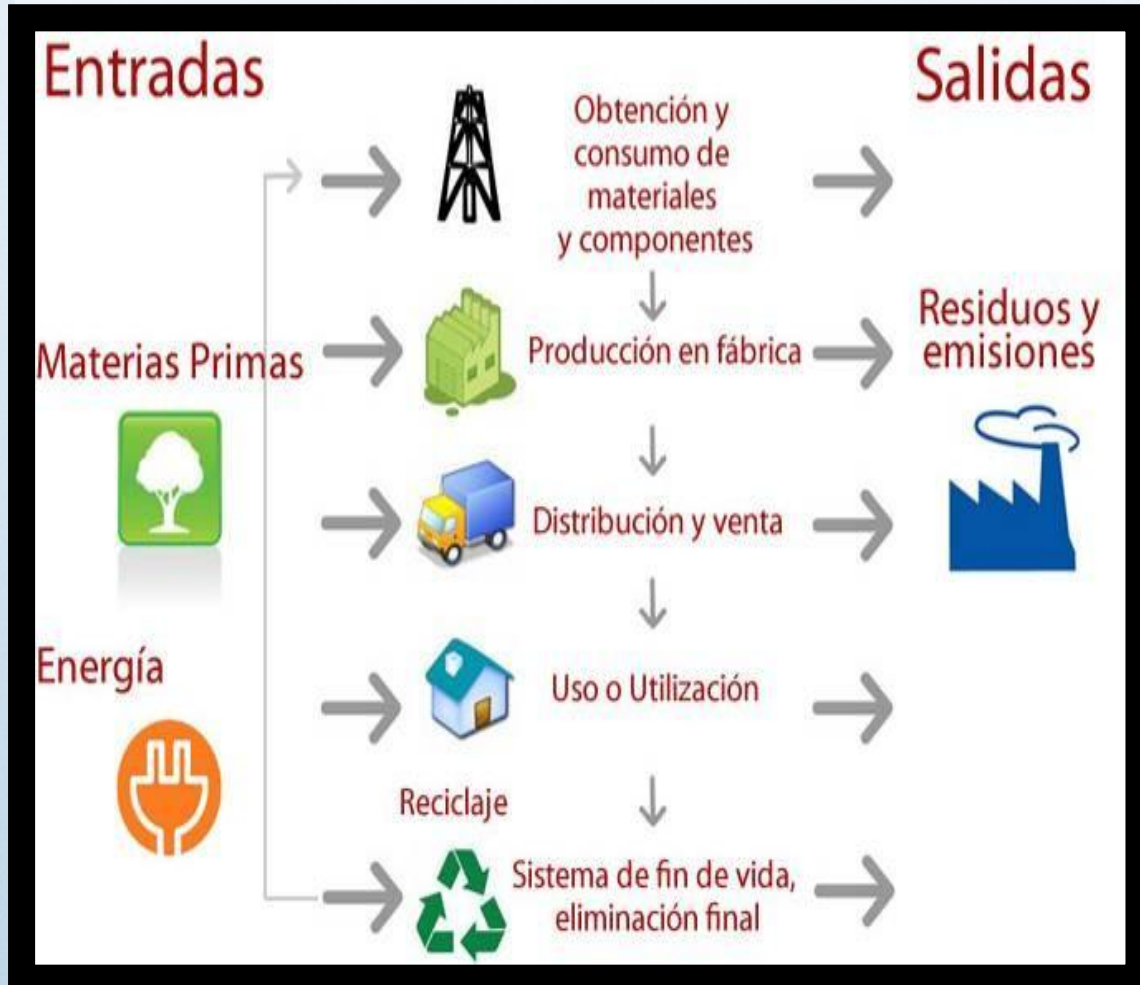 Entradas
Salidas
Obtención y
consumo de
materiales
y componentes
Materias Primas
Producción en fábrica
Residuos y
emisiones
Distribución y venta
Energía
Uso o Utilización
Reciclaje
Sistema de fin de vida,
eliminación final